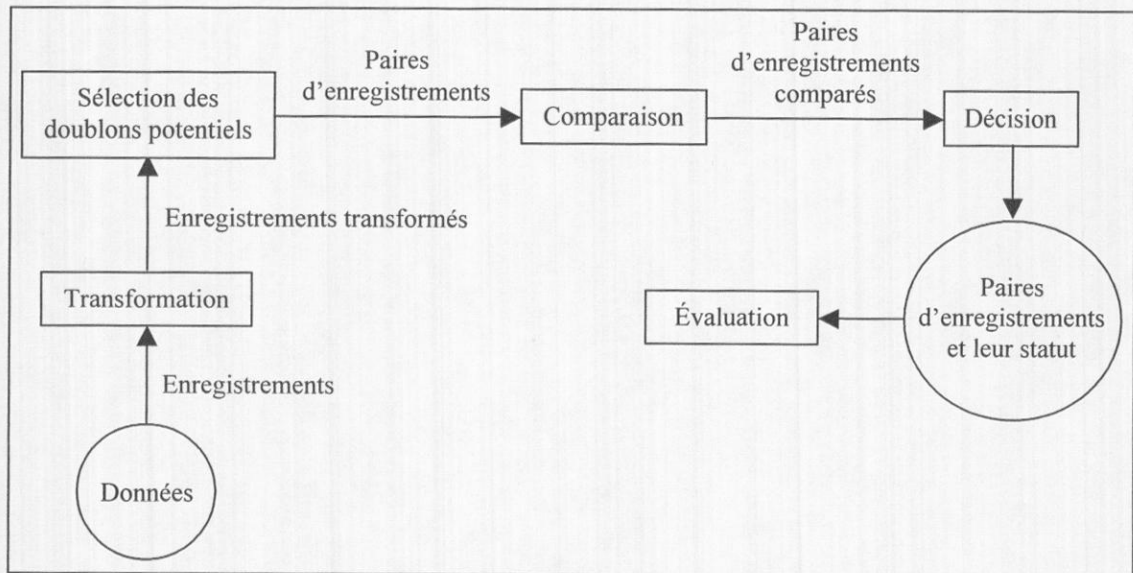 Sélection des
doublons potentiels
Paires
d'enregistrements
Comparaison
Paires
d'enregistrements
comparés
Décision
Enregistrements transformés
Transformation
Enregistrements
Données
Paires
d'enregistrements
et leur statut
Évaluation